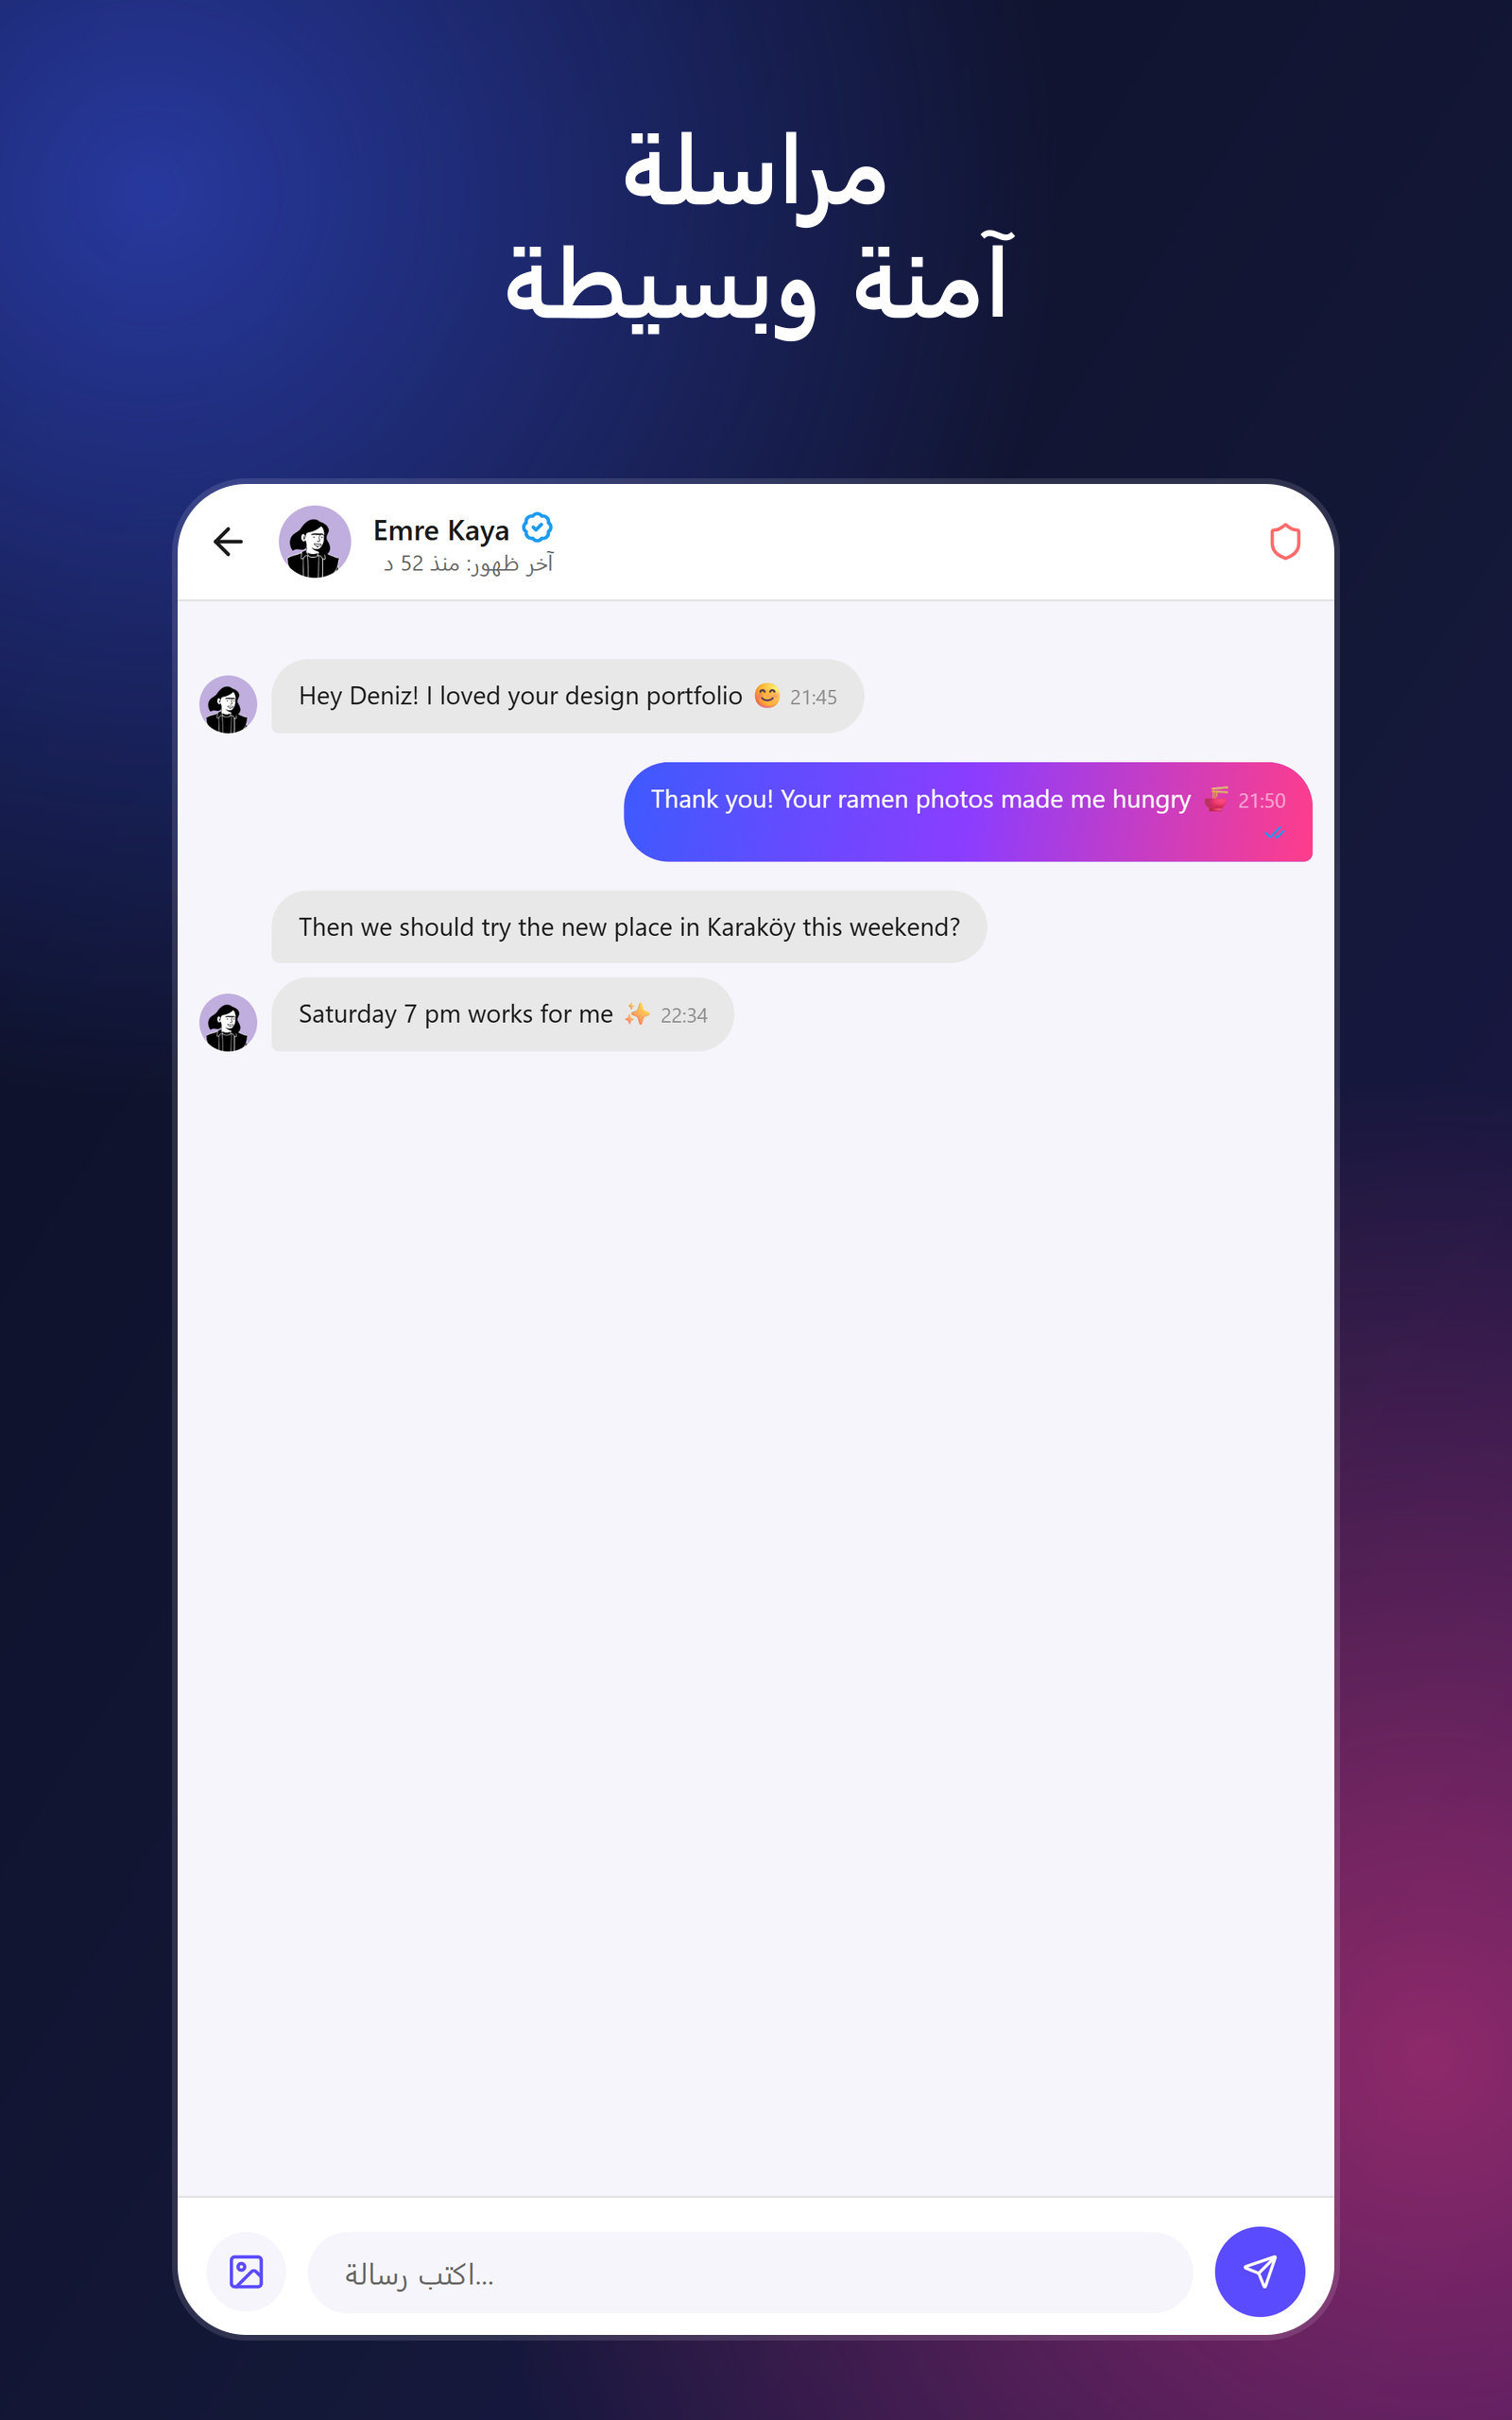 مراسلة
آمنة وبسيطة
Emre Kaya
آخر ظهور: منذ 52 د
Hey Deniz! I loved your design portfolio 😊 21:45
Thank you! Your ramen photos made me hungry 🍜 21:50
Then we should try the new place in Karaköy this weekend?
Saturday 7 pm works for me ✨ 22:34
اكتب رسالة...